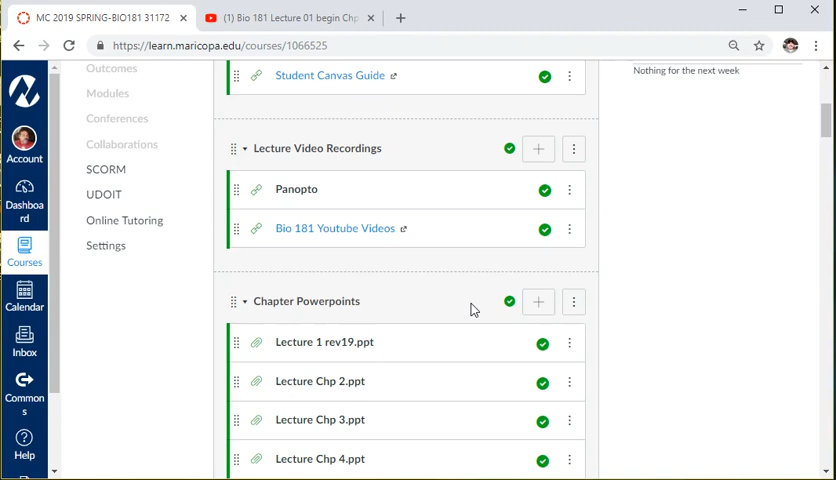 MC 2019 SPRING-BIO181 31172
(1) Bio 181 Lecture 01 begin Chp
https://learn.maricopa.edu/courses/1066525
Account
Dashboa
rd
Courses
Calendar
Inbox
Common
s
Help
Outcomes
Modules
Conferences
Collaborations
SCORM
UDOIT
Online Tutoring
Settings
Student Canvas Guide
Lecture Video Recordings
Panopto
Bio 181 Youtube Videos
Chapter Powerpoints
Lecture 1 rev19.ppt
Lecture Chp 2.ppt
Lecture Chp 3.ppt
Lecture Chp 4.ppt
Nothing for the next week